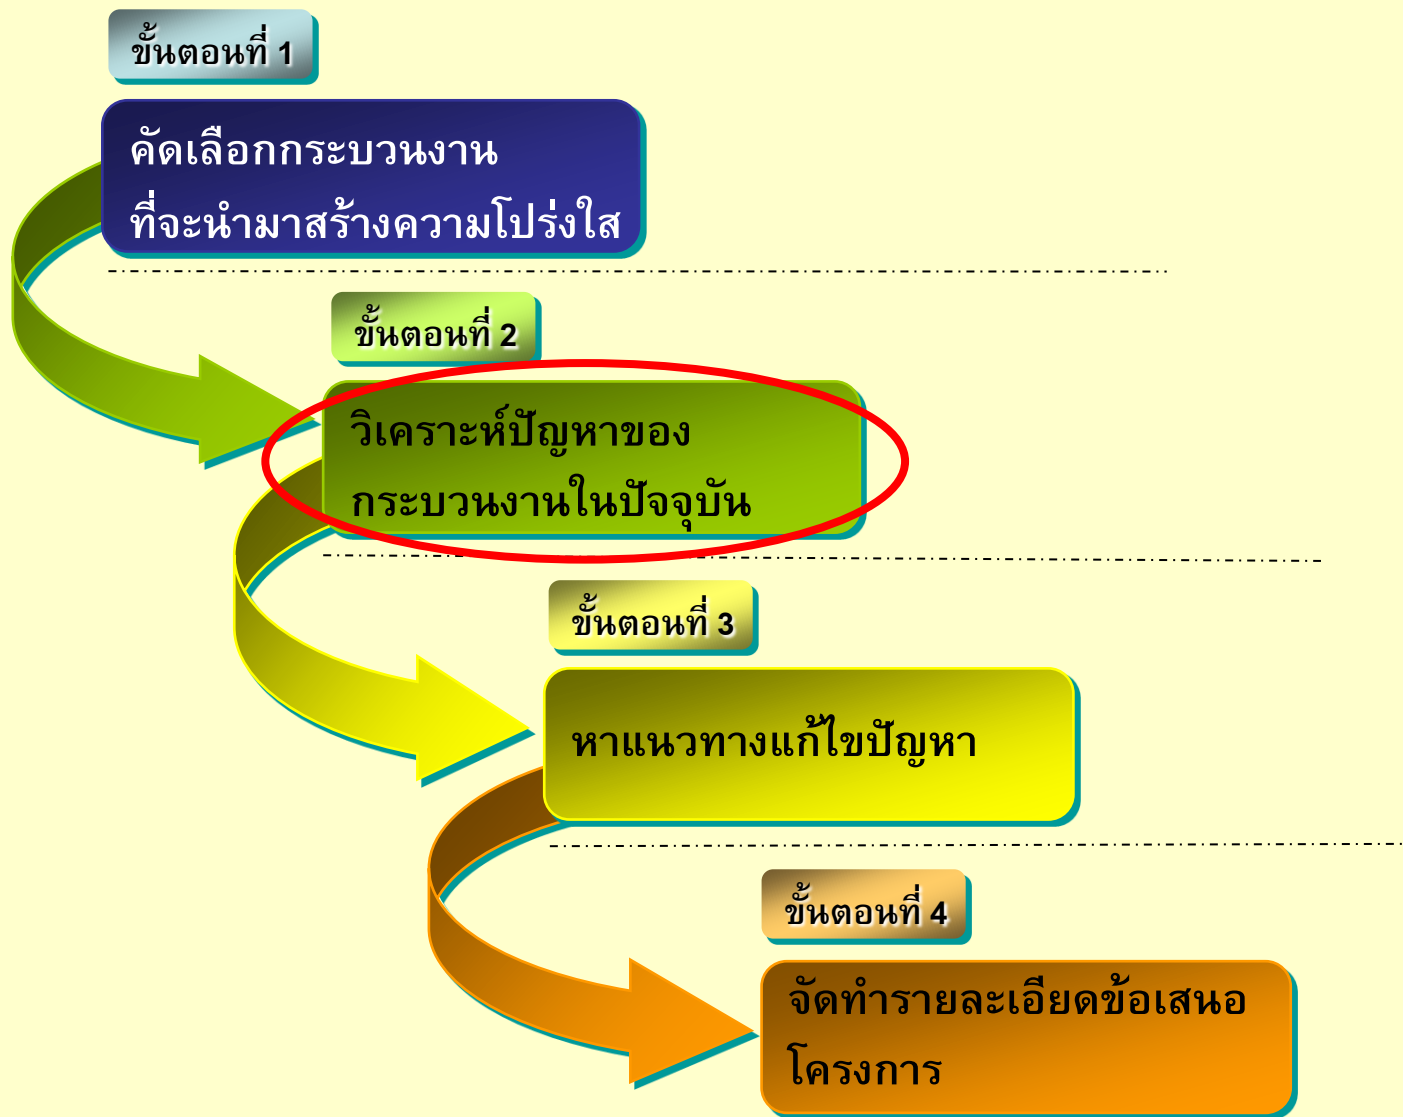 ขั้นตอนที่ 1
คัดเลือกกระบวนงาน
ที่จะนำมาสร้างความโปร่งใส
ขั้นตอนที่ 2
วิเคราะห์ปัญหาของ
กระบวนงานในปัจจุบัน
ขั้นตอนที่ 3
หาแนวทางแก้ไขปัญหา
ขั้นตอนที่ 4
จัดทำรายละเอียดข้อเสนอ
โครงการ